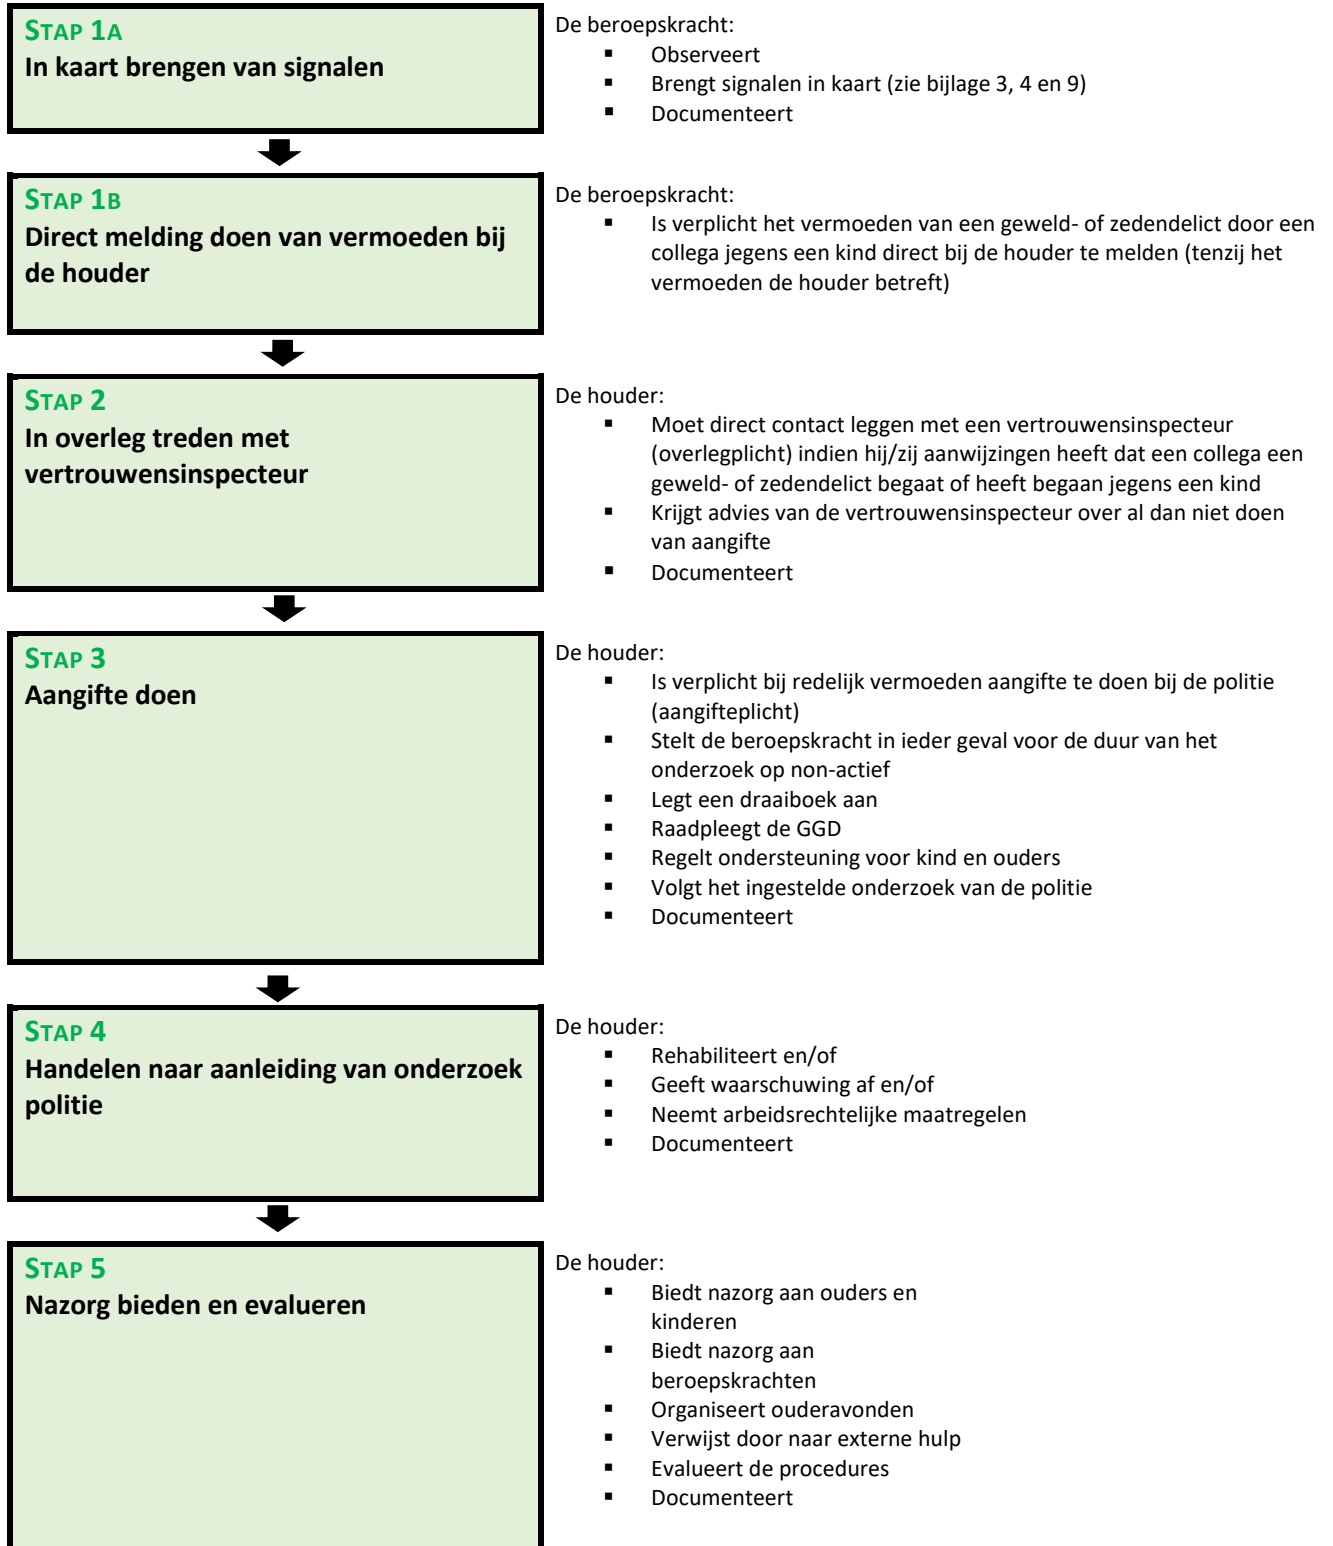 STAP 1A
In kaart brengen van signalen
De beroepskracht:
▪ Observeert
▪ Brengt signalen in kaart (zie bijlage 3, 4 en 9)
▪ Documenteert
STAP 1B
Direct melding doen van vermoeden bij
de houder
De beroepskracht:
▪ Is verplicht het vermoeden van een geweld- of zedendelict door een
collega jegens een kind direct bij de houder te melden (tenzij het
vermoeden de houder betreft)
STAP 2
In overleg treden met
vertrouwensinspecteur
De houder:
▪ Moet direct contact leggen met een vertrouwensinspecteur
(overlegplicht) indien hij/zij aanwijzingen heeft dat een collega een
geweld- of zedendelict begaat of heeft begaan jegens een kind
▪ Krijgt advies van de vertrouwensinspecteur over al dan niet doen
van aangifte
▪ Documenteert
STAP 3
Aangifte doen
De houder:
▪ Is verplicht bij redelijk vermoeden aangifte te doen bij de politie
(aangifteplicht)
▪ Stelt de beroepskracht in ieder geval voor de duur van het
onderzoek op non-actief
▪ Legt een draaiboek aan
▪ Raadpleegt de GGD
▪ Regelt ondersteuning voor kind en ouders
▪ Volgt het ingestelde onderzoek van de politie
▪ Documenteert
STAP 4
Handelen naar aanleiding van onderzoek
politie
De houder:
▪ Rehabiliteert en/of
▪ Geeft waarschuwing af en/of
▪ Neemt arbeidsrechtelijke maatregelen
▪ Documenteert
STAP 5
Nazorg bieden en evalueren
De houder:
▪ Biedt nazorg aan ouders en
kinderen
▪ Biedt nazorg aan
beroepskrachten
▪ Organiseert ouderavonden
▪ Verwijst door naar externe hulp
▪ Evalueert de procedures
▪ Documenteert